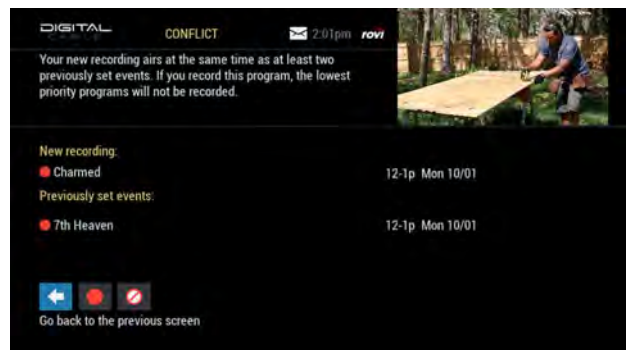 DIGITAL CONFLICT 2:01pm rovi
Your new recording airs at the same time as at least two
previously set events. If you record this program, the lowest
priority programs will not be recorded.
New recording:
Charmed 12-1p Mon 10/01
Previously set events:
7th Heaven 12-1p Mon 10/01
Go back to the previous screen